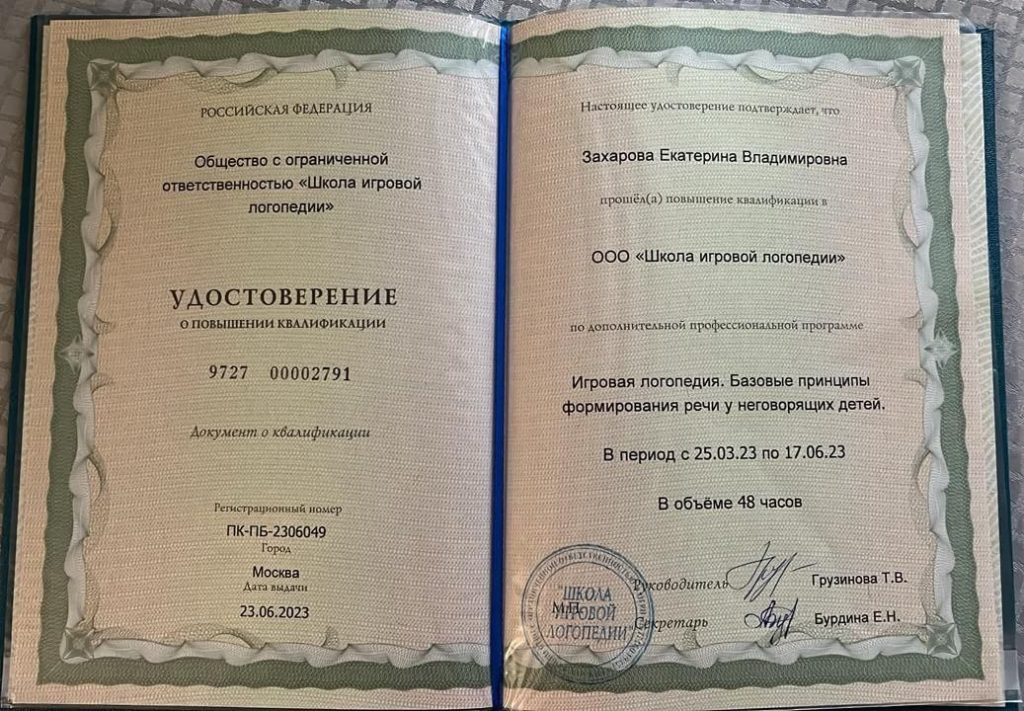 РОССИЙСКАЯ ФЕДЕРАЦИЯ
Общество с ограниченной
ответственностью «Школа игровой
логопедии»
УДОСТОВЕРЕНИЕ
О ПОВЫШЕНИИ КВАЛИФИКАЦИИ
9727 00002791
Документ о квалификации
Регистрационный номер
ПК-ПБ-2306049
Город
Москва
Дата выдачи
23.06.2023
Настоящее удостоверение подтверждает, что
Захарова Екатерина Владимировна
прошёл(а) повышение квалификации в
ООО «Школа игровой логопедии»
по дополнительной профессиональной программе
Игровая логопедия. Базовые принципы
формирования речи у неговорящих детей.
В период с 25.03.23 по 17.06.23
В объёме 48 часов
Руководитель Грузинова Т.В.
М.П.
Секретарь Бурдина Е.Н.
"ШКОЛА
ИГРОВОЙ
ЛОГОПЕДИИ"